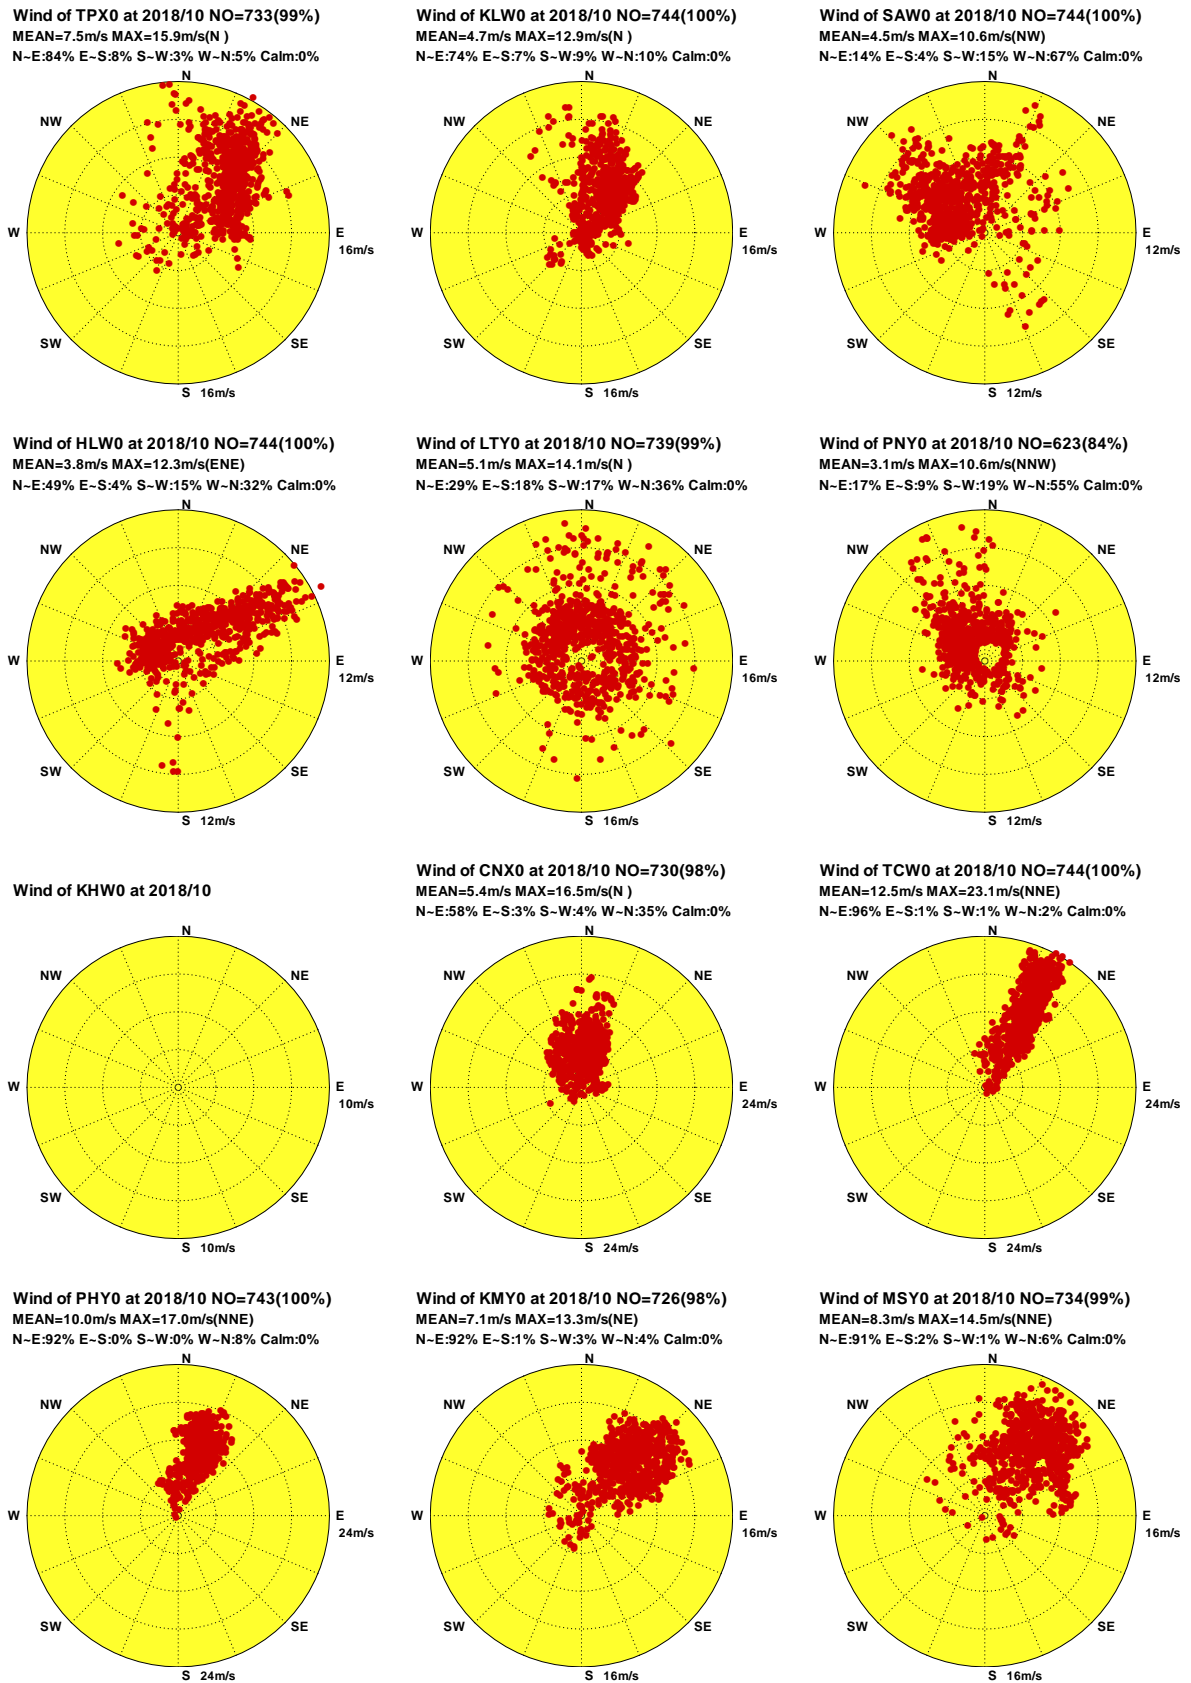 Wind of TPX0 at 2018/10 NO=733(99%)
MEAN=7.5m/s MAX=15.9m/s(N )
N~E:84% E~S:8% S~W:3% W~N:5% Calm:0%
N
NW
NE
W
E
16m/s
SW
SE
S 16m/s
Wind of KLW0 at 2018/10 NO=744(100%)
MEAN=4.7m/s MAX=12.9m/s(N )
N~E:74% E~S:7% S~W:9% W~N:10% Calm:0%
N
NW
NE
W
E
16m/s
SW
SE
S 16m/s
Wind of SAW0 at 2018/10 NO=744(100%)
MEAN=4.5m/s MAX=10.6m/s(NW)
N~E:14% E~S:4% S~W:15% W~N:67% Calm:0%
N
NW
NE
W
E
12m/s
SW
SE
S 12m/s
Wind of HLW0 at 2018/10 NO=744(100%)
MEAN=3.8m/s MAX=12.3m/s(ENE)
N~E:49% E~S:4% S~W:15% W~N:32% Calm:0%
N
NW
NE
W
E
12m/s
SW
SE
S 12m/s
Wind of LTY0 at 2018/10 NO=739(99%)
MEAN=5.1m/s MAX=14.1m/s(N )
N~E:29% E~S:18% S~W:17% W~N:36% Calm:0%
N
NW
NE
W
E
16m/s
SW
SE
S 16m/s
Wind of PNY0 at 2018/10 NO=623(84%)
MEAN=3.1m/s MAX=10.6m/s(NNW)
N~E:17% E~S:9% S~W:19% W~N:55% Calm:0%
N
NW
NE
W
E
12m/s
SW
SE
S 12m/s
Wind of KHW0 at 2018/10
N
NW
NE
W
E
10m/s
SW
SE
S 10m/s
Wind of CNX0 at 2018/10 NO=730(98%)
MEAN=5.4m/s MAX=16.5m/s(N )
N~E:58% E~S:3% S~W:4% W~N:35% Calm:0%
N
NW
NE
W
E
24m/s
SW
SE
S 24m/s
Wind of TCW0 at 2018/10 NO=744(100%)
MEAN=12.5m/s MAX=23.1m/s(NNE)
N~E:96% E~S:1% S~W:1% W~N:2% Calm:0%
N
NW
NE
W
E
24m/s
SW
SE
S 24m/s
Wind of PHY0 at 2018/10 NO=743(100%)
MEAN=10.0m/s MAX=17.0m/s(NNE)
N~E:92% E~S:0% S~W:0% W~N:8% Calm:0%
N
NW
NE
W
E
24m/s
SW
SE
S 24m/s
Wind of KMY0 at 2018/10 NO=726(98%)
MEAN=7.1m/s MAX=13.3m/s(NE)
N~E:92% E~S:1% S~W:3% W~N:4% Calm:0%
N
NW
NE
W
E
16m/s
SW
SE
S 16m/s
Wind of MSY0 at 2018/10 NO=734(99%)
MEAN=8.3m/s MAX=14.5m/s(NNE)
N~E:91% E~S:2% S~W:1% W~N:6% Calm:0%
N
NW
NE
W
E
16m/s
SW
SE
S 16m/s